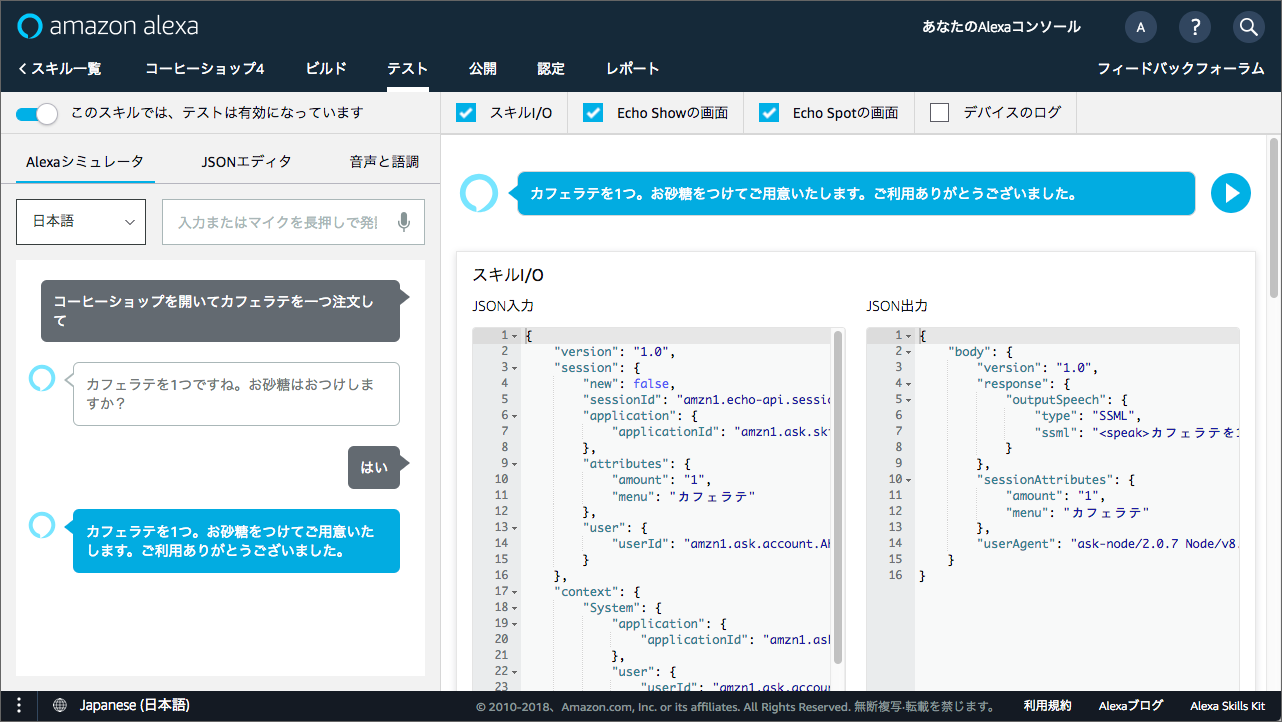 amazon alexa
あなたのAlexaコンソール
A
?
スキル一覧 コーヒーショップ4 ビルド テスト 公開 認定 レポート
フィードバックフォーラム
このスキルでは、テストは有効になっています
スキルI/O Echo Showの画面 Echo Spotの画面 デバイスのログ
Alexaシミュレータ JSONエディタ 音声と語調
日本語
入力またはマイクを長押しで発
コーヒーショップを開いてカフェラテを一つ注文し
て
カフェラテを1つですね。お砂糖はおつけしま
すか？
はい
カフェラテを1つ。お砂糖をつけてご用意いた
します。ご利用ありがとうございました。
カフェラテを1つ。お砂糖をつけてご用意いたします。ご利用ありがとうございました。
スキルI/O
JSON入力
1 {
2 "version": "1.0",
3 "session": {
4 "new": false,
5 "sessionId": "amzn1.echo-api.sessio
6 "application": {
7 "applicationId": "amzn1.ask.sk
8 },
9 "attributes": {
10 "amount": "1",
11 "menu": "カフェラテ"
12 },
13 "user": {
14 "userId": "amzn1.ask.account.AH
15 }
16 },
17 "context": {
18 "System": {
19 "application": {
20 "applicationId": "amzn1.as
21 },
22 "user": {
23 "userId": "amzn1.ask.accou
JSON出力
1 {
2 "body": {
3 "version": "1.0",
4 "response": {
5 "outputSpeech": {
6 "type": "SSML",
7 "ssml": "<speak>カフェラテを1
8 }
9 },
10 "sessionAttributes": {
11 "amount": "1",
12 "menu": "カフェラテ"
13 },
14 "userAgent": "ask-node/2.0.7 Node/v8.
15 }
16 }
Japanese (日本語)
© 2010-2018、Amazon.com, Inc. or its affiliates. All Rights Reserved. 無断複写·転載を禁じます。
利用規約 Alexaブログ Alexa Skills Kit